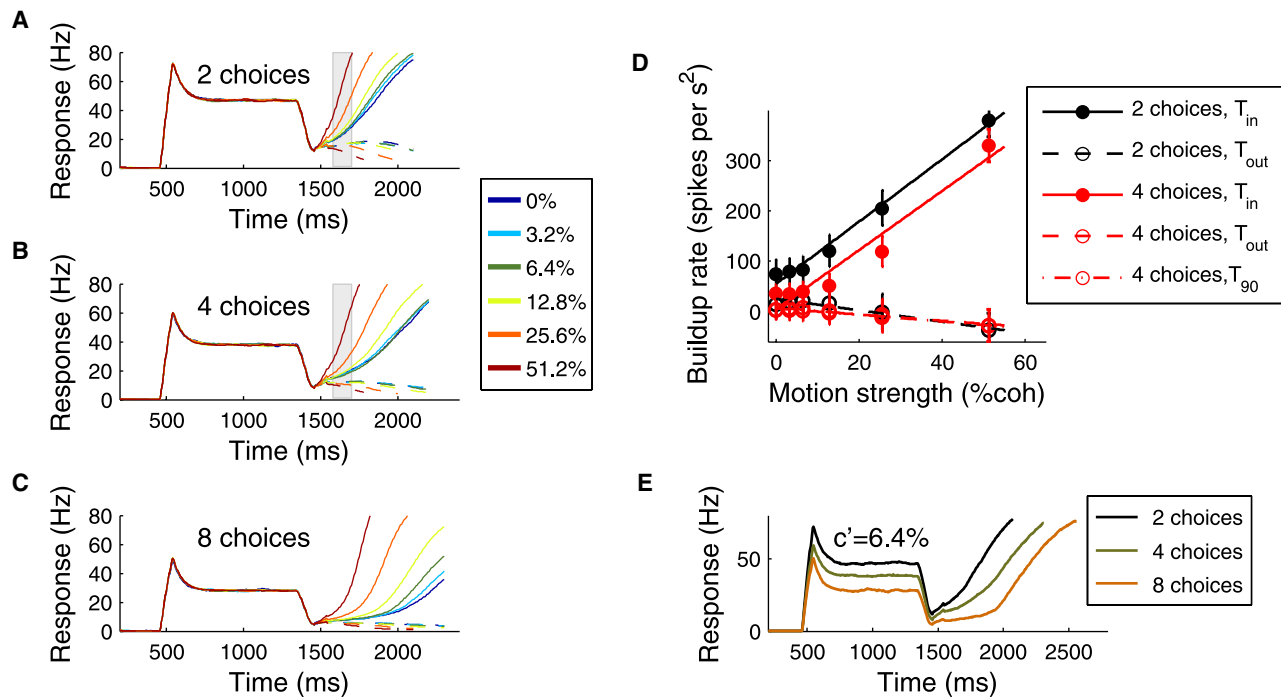 A
Response (Hz)
80
60
40
20
0
2 choices
500 1000 1500 2000
Time (ms)
B
Response (Hz)
80
60
40
20
0
4 choices
500 1000 1500 2000
Time (ms)
C
Response (Hz)
80
60
40
20
0
8 choices
500 1000 1500 2000
Time (ms)
0%
3.2%
6.4%
12.8%
25.6%
51.2%
D
Buildup rate (spikes per s²)
300
200
100
0
0 20 40 60
Motion strength (%coh)
2 choices, T_in
2 choices, T_out
4 choices, T_in
4 choices, T_out
4 choices,T_90
E
Response (Hz)
50
0
c'=6.4%
500 1000 1500 2000 2500
Time (ms)
2 choices
4 choices
8 choices